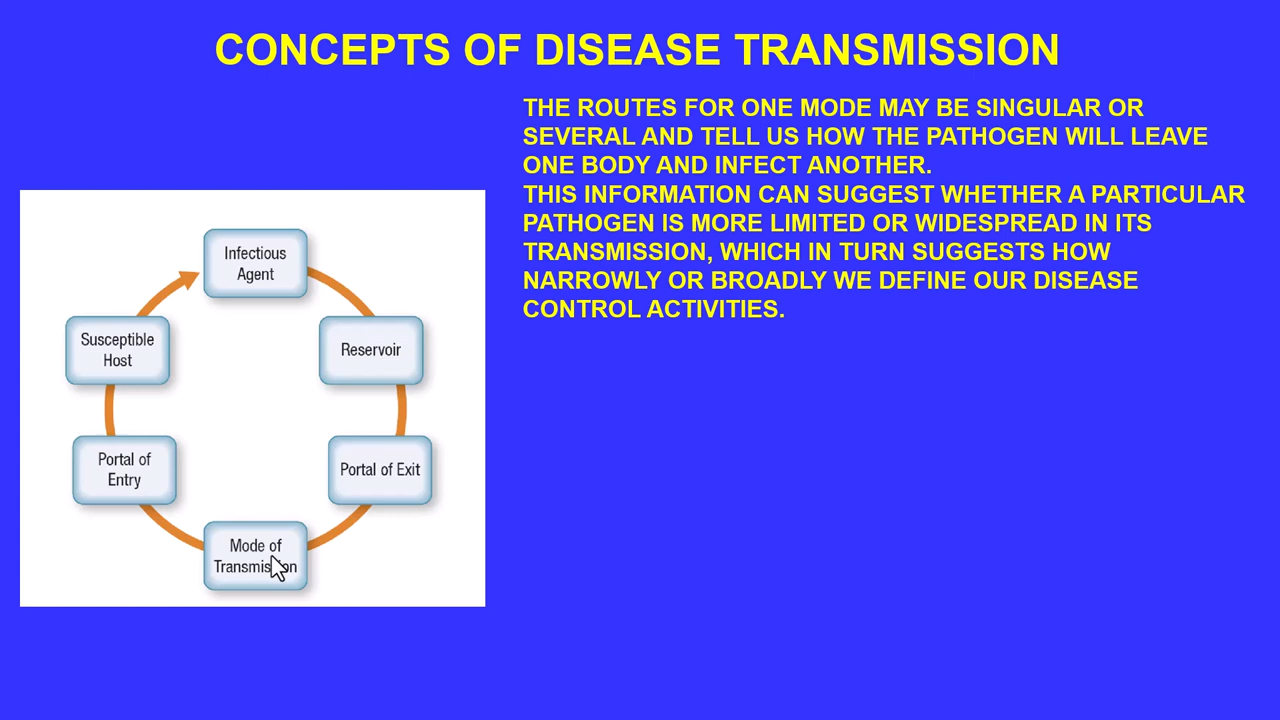 CONCEPTS OF DISEASE TRANSMISSION
THE ROUTES FOR ONE MODE MAY BE SINGULAR OR
SEVERAL AND TELL US HOW THE PATHOGEN WILL LEAVE
ONE BODY AND INFECT ANOTHER.
THIS INFORMATION CAN SUGGEST WHETHER A PARTICULAR
PATHOGEN IS MORE LIMITED OR WIDESPREAD IN ITS
TRANSMISSION, WHICH IN TURN SUGGESTS HOW
NARROWLY OR BROADLY WE DEFINE OUR DISEASE
CONTROL ACTIVITIES.
Infectious
Agent
Reservoir
Portal of Exit
Mode of
Transmission
Portal of
Entry
Susceptible
Host